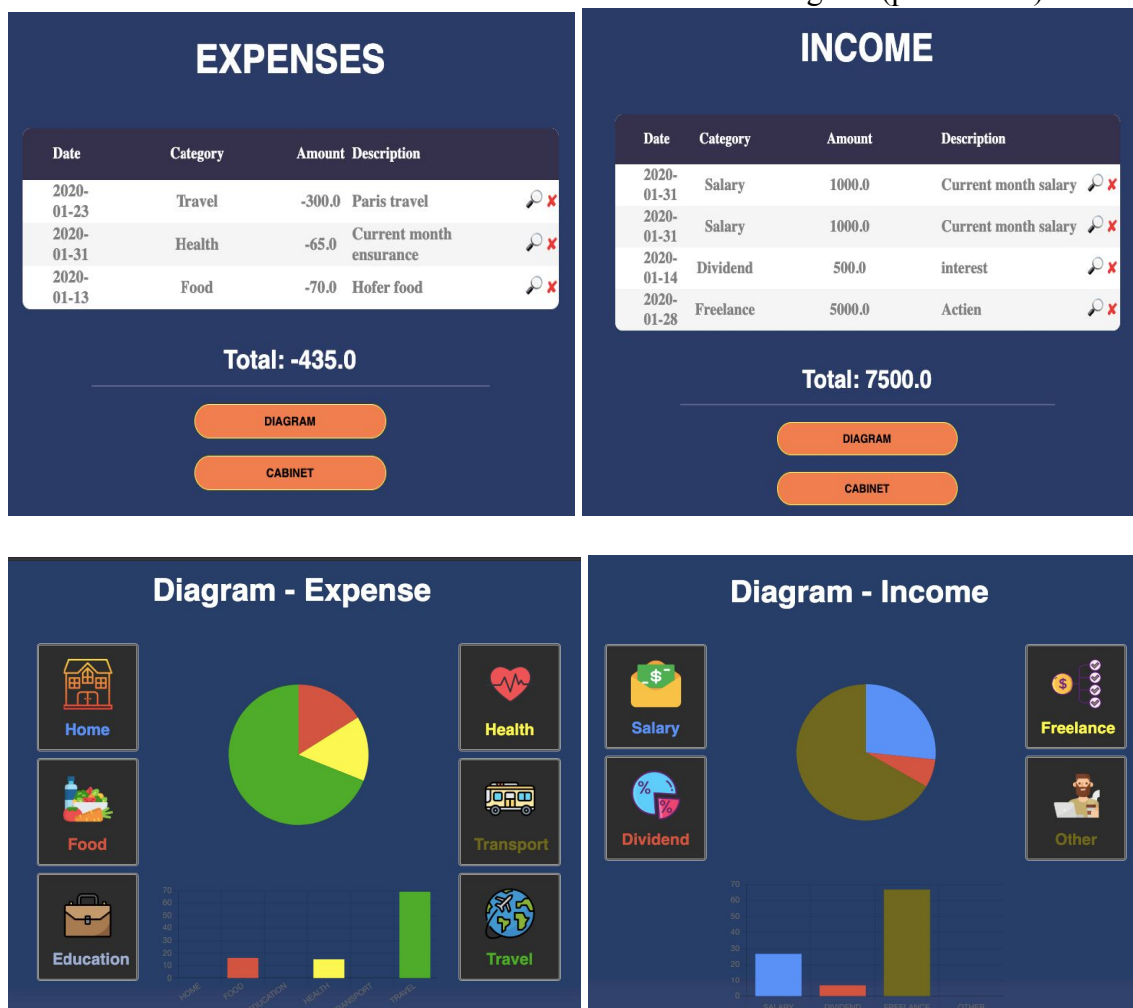 EXPENSES
Date Category Amount Description
2020-
01-23
Travel -300.0 Paris travel
2020-
01-31
Health -65.0 Current month
ensurance
2020-
01-13
Food -70.0 Hofer food
Total: -435.0
DIAGRAM
CABINET
INCOME
Date Category Amount Description
2020-
01-31
Salary 1000.0 Current month salary
2020-
01-31
Salary 1000.0 Current month salary
2020-
01-14
Dividend 500.0 interest
2020-
01-28
Freelance 5000.0 Actien
Total: 7500.0
DIAGRAM
CABINET
Diagram - Expense
Home
Health
Food
Transport
Education
Travel
70
60
50
40
30
20
10
0
HOME FOOD EDUCATION HEALTH TRANSPORT TRAVEL
Diagram - Income
Salary
$
Freelance
$
Dividend
% %
Other
70
60
50
40
30
20
10
0
SALARY DIVIDEND FREELANCE OTHER